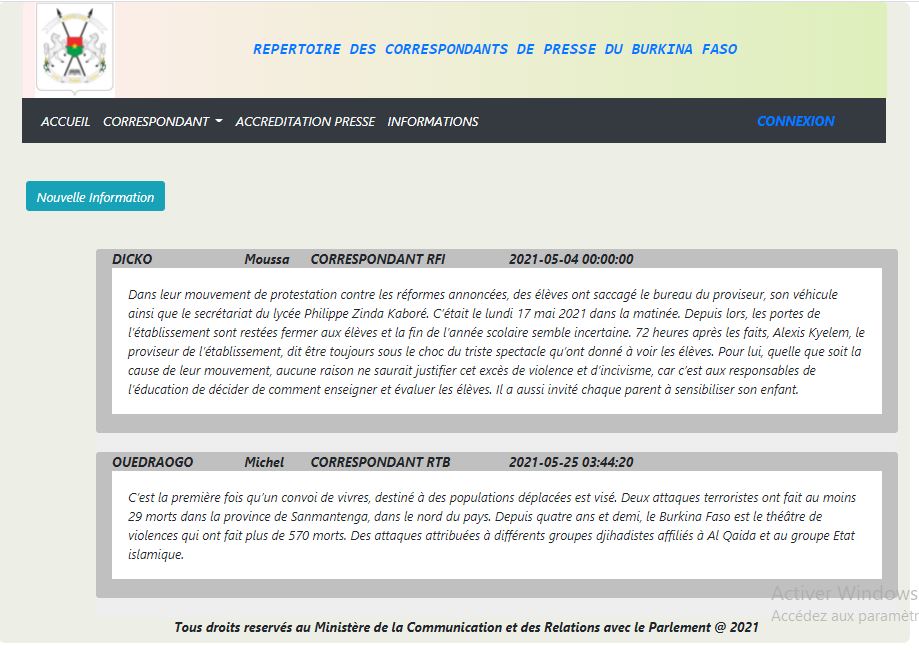 REPERTOIRE DES CORRESPONDANTS DE PRESSE DU BURKINA FASO
ACCUEIL CORRESPONDANT ACCREDITATION PRESSE INFORMATIONS CONNEXION
Nouvelle Information
DICKO Moussa CORRESPONDANT RFI 2021-05-04 00:00:00
Dans leur mouvement de protestation contre les réformes annoncées, des élèves ont saccagé le bureau du proviseur, son véhicule
ainsi que le secrétariat du lycée Philippe Zinda Kaboré. C'était le lundi 17 mai 2021 dans la matinée. Depuis lors, les portes de
l'établissement sont restées fermer aux élèves et la fin de l'année scolaire semble incertaine. 72 heures après les faits, Alexis Kyelem, le
proviseur de l'établissement, dit être toujours sous le choc du triste spectacle qu'ont donné à voir les élèves. Pour lui, quelle que soit la
cause de leur mouvement, aucune raison ne saurait justifier cet excès de violence et d'incivisme, car c'est aux responsables de
l'éducation de décider de comment enseigner et évaluer les élèves. Il a aussi invité chaque parent à sensibiliser son enfant.
OUEDRAOGO Michel CORRESPONDANT RTB 2021-05-25 03:44:20
C'est la première fois qu'un convoi de vivres, destiné à des populations déplacées est visé. Deux attaques terroristes ont fait au moins
29 morts dans la province de Sanmantenga, dans le nord du pays. Depuis quatre ans et demi, le Burkina Faso est le théâtre de
violences qui ont fait plus de 570 morts. Des attaques attribuées à différents groupes djihadistes affiliés à Al Qaida et au groupe Etat
islamique.
Activer Windows
Accédez aux paramètr
Tous droits reservés au Ministère de la Communication et des Relations avec le Parlement @ 2021